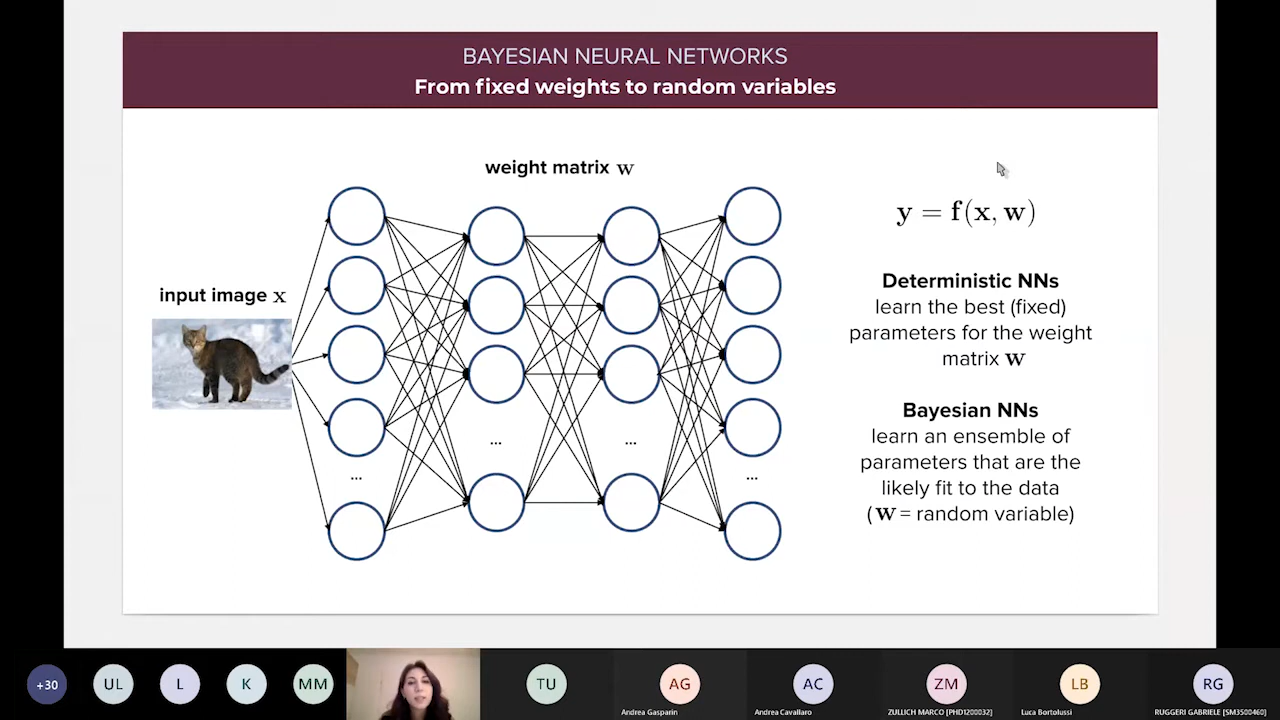 BAYESIAN NEURAL NETWORKS
From fixed weights to random variables
weight matrix w
input image x
...
...
...
...
y = f(x, w)
Deterministic NNs
learn the best (fixed)
parameters for the weight
matrix w
Bayesian NNs
learn an ensemble of
parameters that are the
likely fit to the data
(w = random variable)
+30
UL
L
K
MM
TU
AG
Andrea Gasparin
AC
Andrea Cavallaro
ZM
ZULLICH MARCO [PHD1200032]
LB
Luca Bortolussi
RG
RUGGERI GABRIELE [SM3500460]